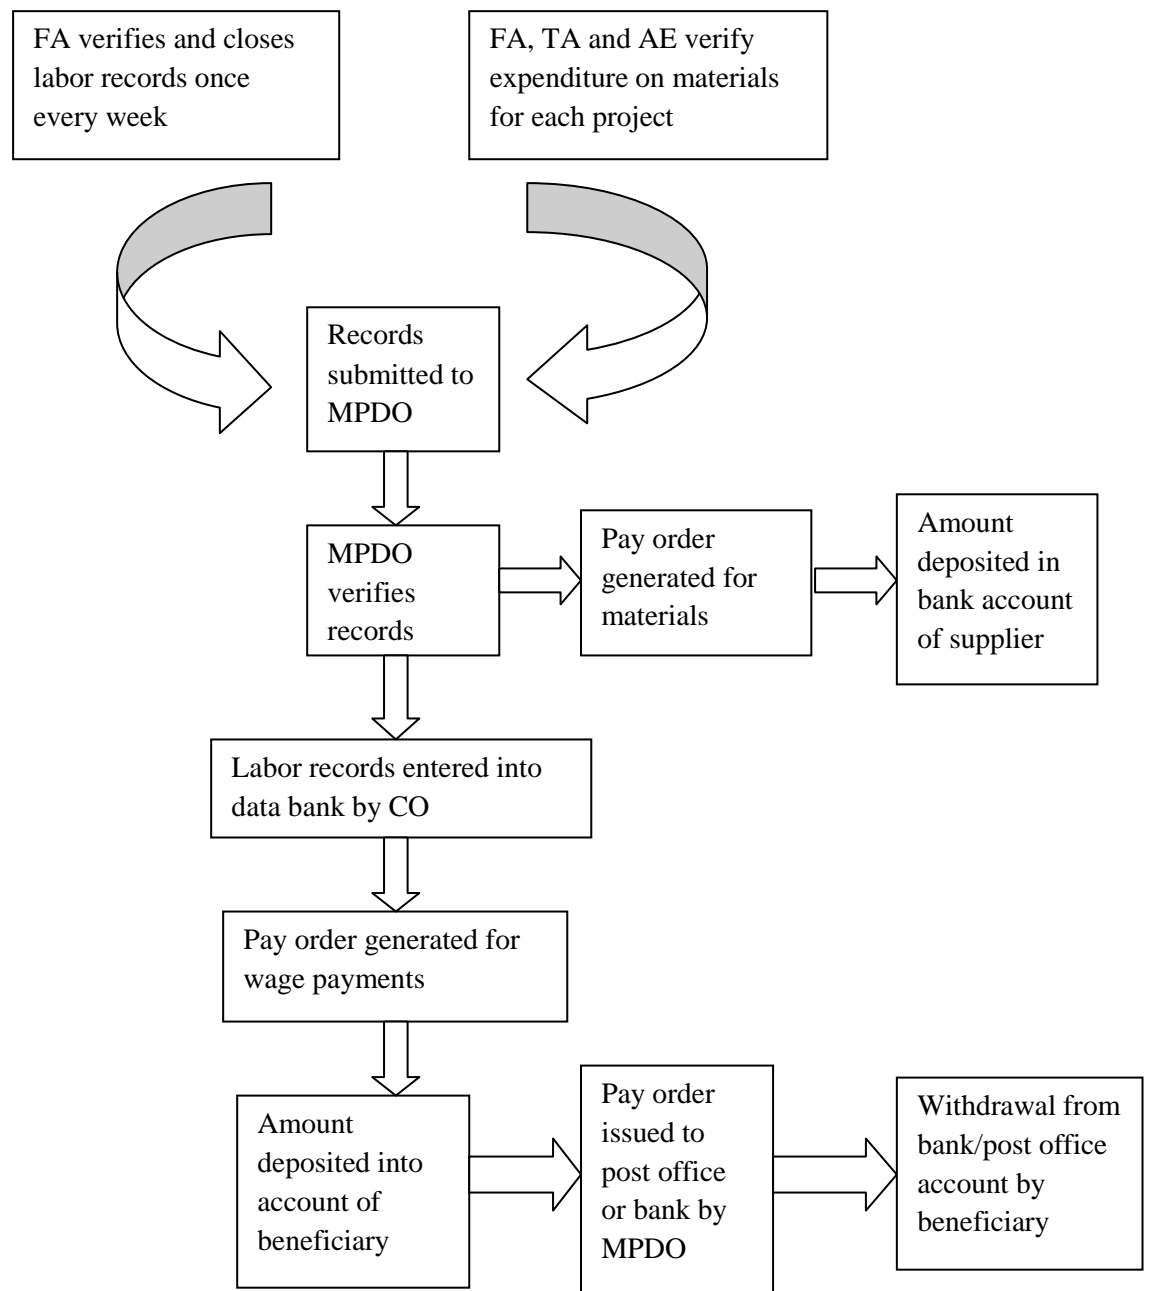 FA verifies and closes
labor records once
every week
FA, TA and AE verify
expenditure on materials
for each project
Records
submitted to
MPDO
MPDO
verifies
records
Pay order
generated for
materials
Amount
deposited in
bank account
of supplier
Labor records entered into
data bank by CO
Pay order generated for
wage payments
Amount
deposited into
account of
beneficiary
Pay order
issued to
post office
or bank by
MPDO
Withdrawal from
bank/post office
account by
beneficiary